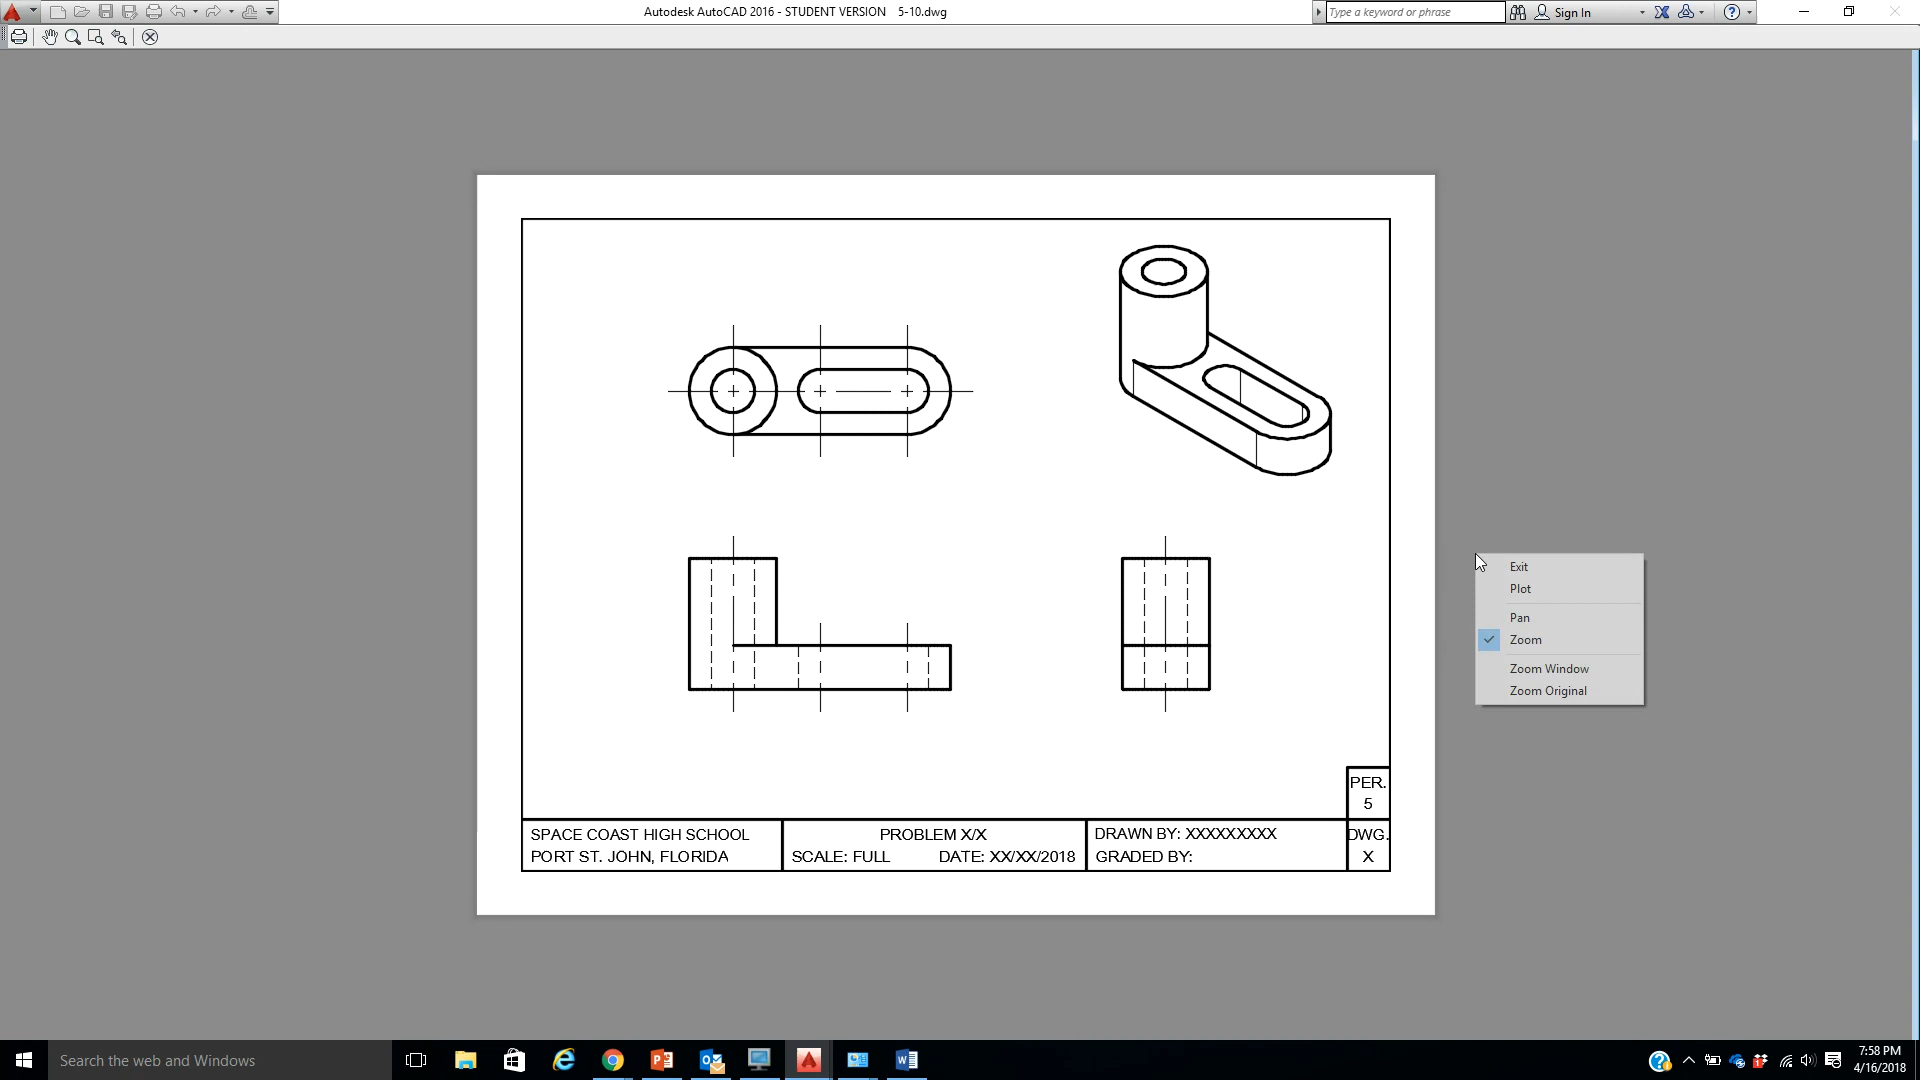 Autodesk AutoCAD 2016 - STUDENT VERSION 5-10.dwg
Type a keyword or phrase
Sign In
Exit
Plot
Pan
Zoom
Zoom Window
Zoom Original
PER.
5
SPACE COAST HIGH SCHOOL
PORT ST. JOHN, FLORIDA
PROBLEM X/X
SCALE: FULL DATE: XX/XX/2018
DRAWN BY: XXXXXXXXX
GRADED BY:
DWG.
X
Search the web and Windows
7:58 PM
4/16/2018